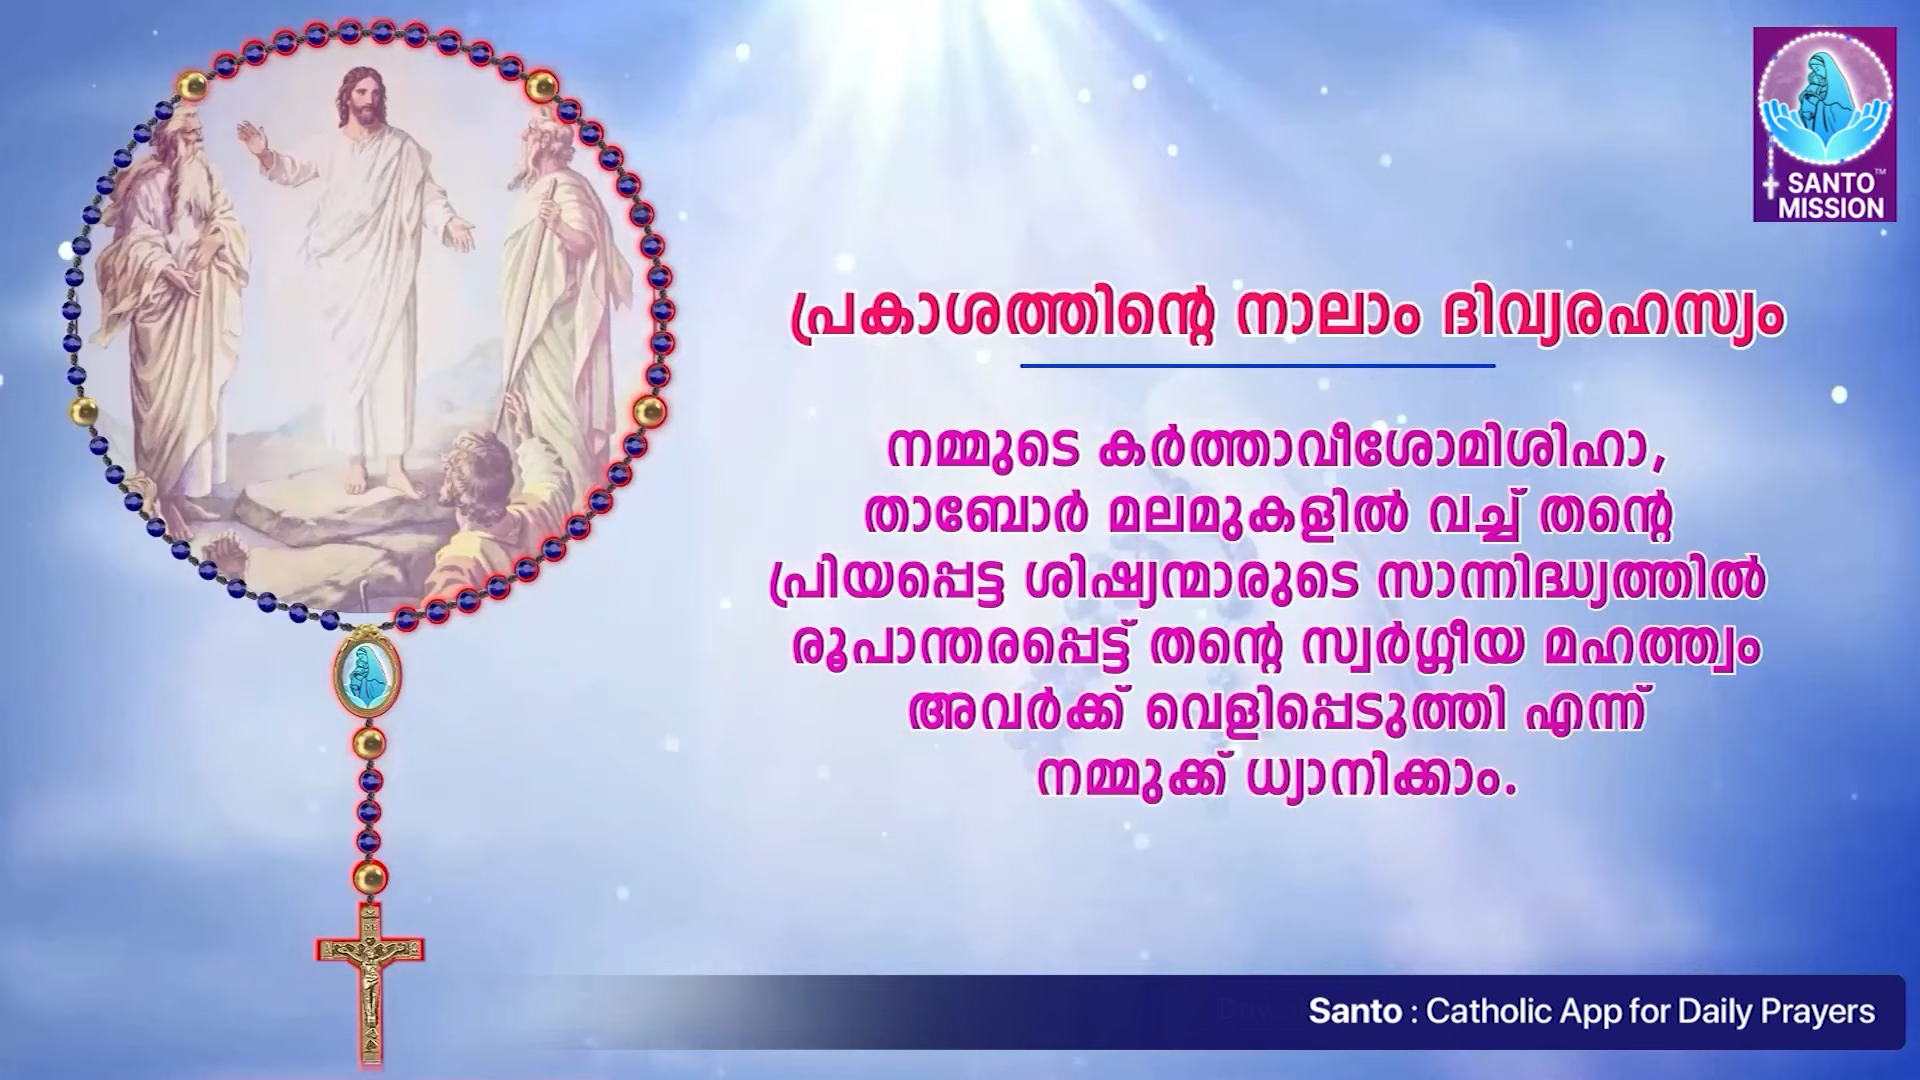 SANTO™
MISSION
പ്രകാശത്തിന്റെ നാലാം ദിവ്യരഹസ്യം
നമ്മുടെ കർത്താവീശോമിശിഹാ,
താബോർ മലമുകളിൽ വച്ച് തന്റെ
പ്രിയപ്പെട്ട ശിഷ്യന്മാരുടെ സാന്നിദ്ധ്യത്തിൽ
രൂപാന്തരപ്പെട്ട് തന്റെ സ്വർഗ്ഗീയ മഹത്ത്വം
അവർക്ക് വെളിപ്പെടുത്തി എന്ന്
നമ്മുക്ക് ധ്യാനിക്കാം.
Santo : Catholic App for Daily Prayers